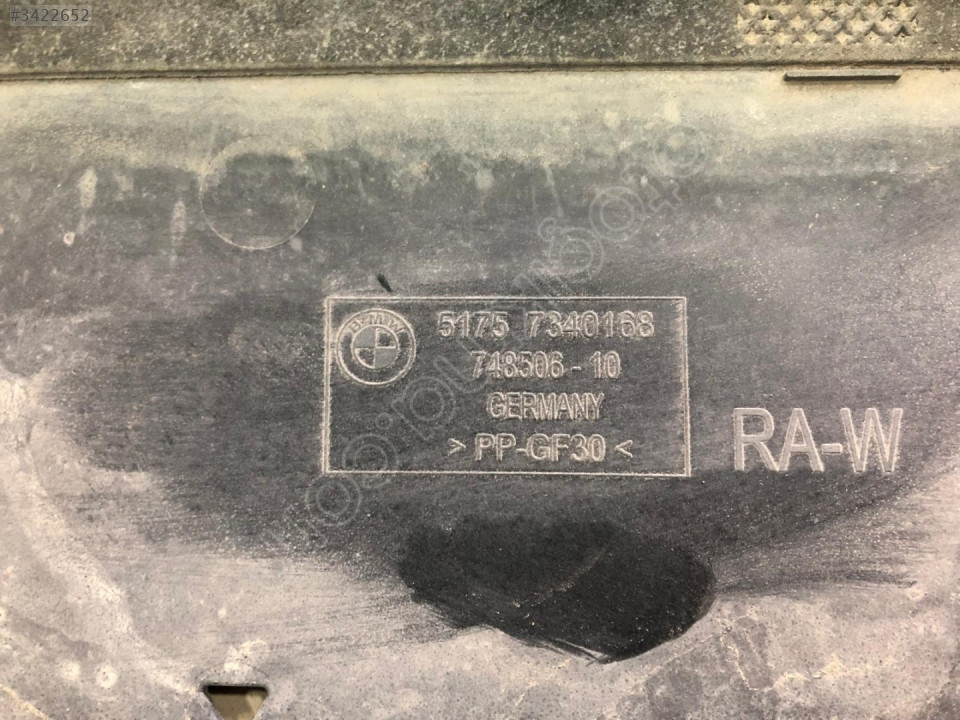 #3422652
BMW
5175 7340168
748506-10
GERMANY
> PP-GF30 <
RA-W